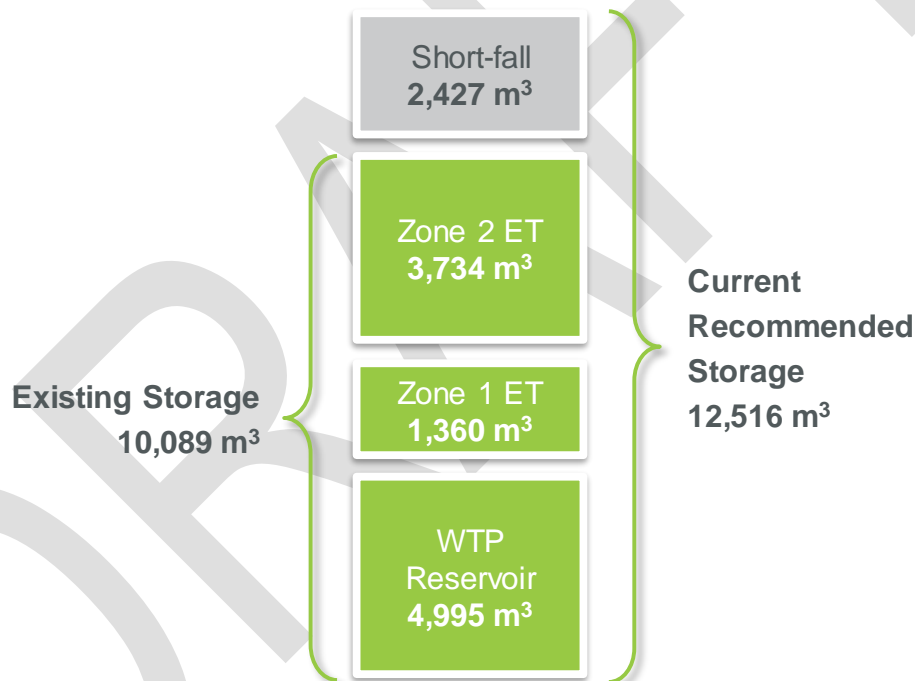 Short-fall
2,427 m³
Zone 2 ET
3,734 m³
Zone 1 ET
1,360 m³
WTP
Reservoir
4,995 m³
Existing Storage
10,089 m³
Current
Recommended
Storage
12,516 m³
DRAFT